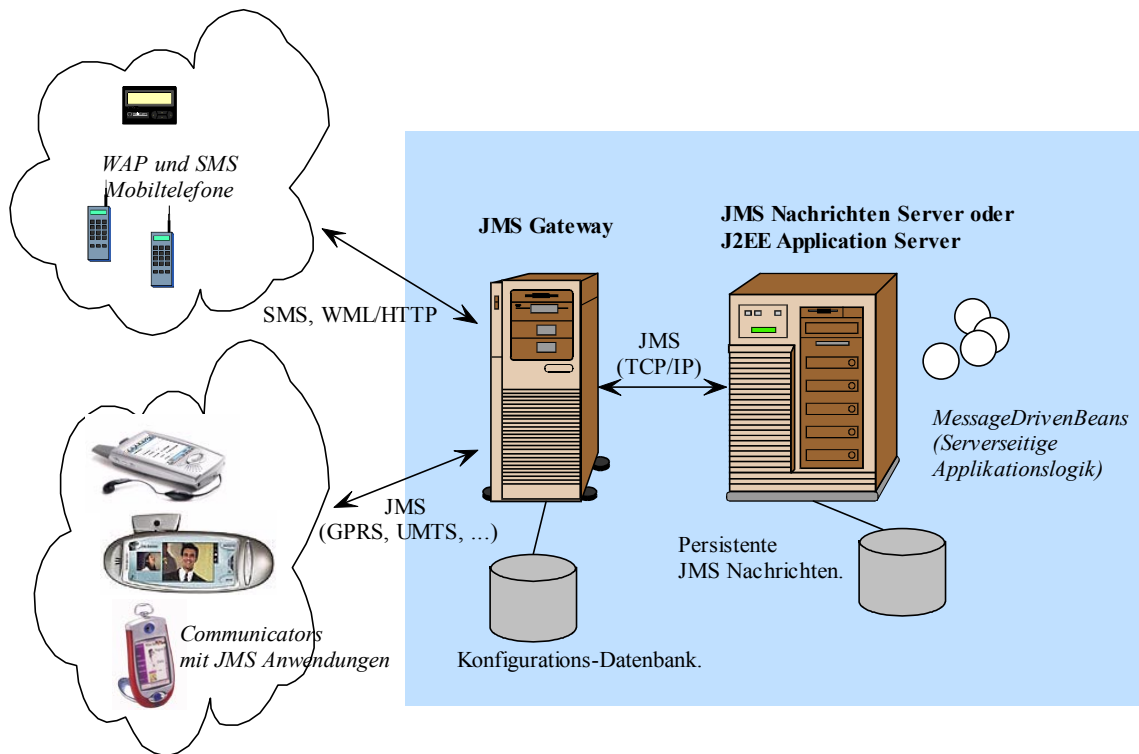 WAP und SMS
Mobiltelefone
SMS, WML/HTTP
JMS Gateway
JMS Nachrichten Server oder
J2EE Application Server
JMS
(TCP/IP)
MessageDrivenBeans
(Serverseitige
Applikationslogik)
JMS
(GPRS, UMTS, ...)
Communicators
mit JMS Anwendungen
Konfigurations-Datenbank.
Persistente
JMS Nachrichten.